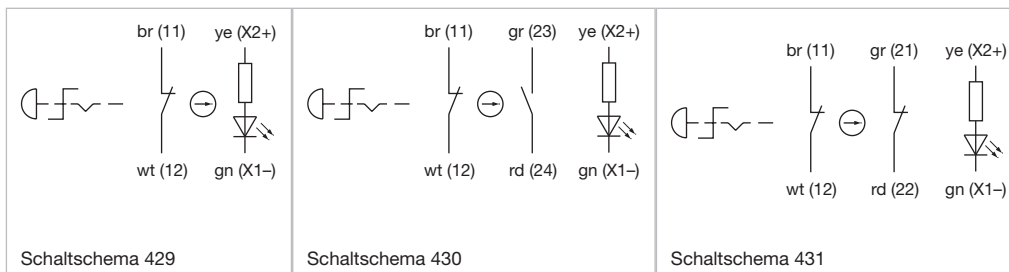 br (11) ye (X2+)
wt (12) gn (X1–)
Schaltschema 429
br (11) gr (23) ye (X2+)
wt (12) rd (24) gn (X1–)
Schaltschema 430
br (11) gr (21) ye (X2+)
wt (12) rd (22) gn (X1–)
Schaltschema 431